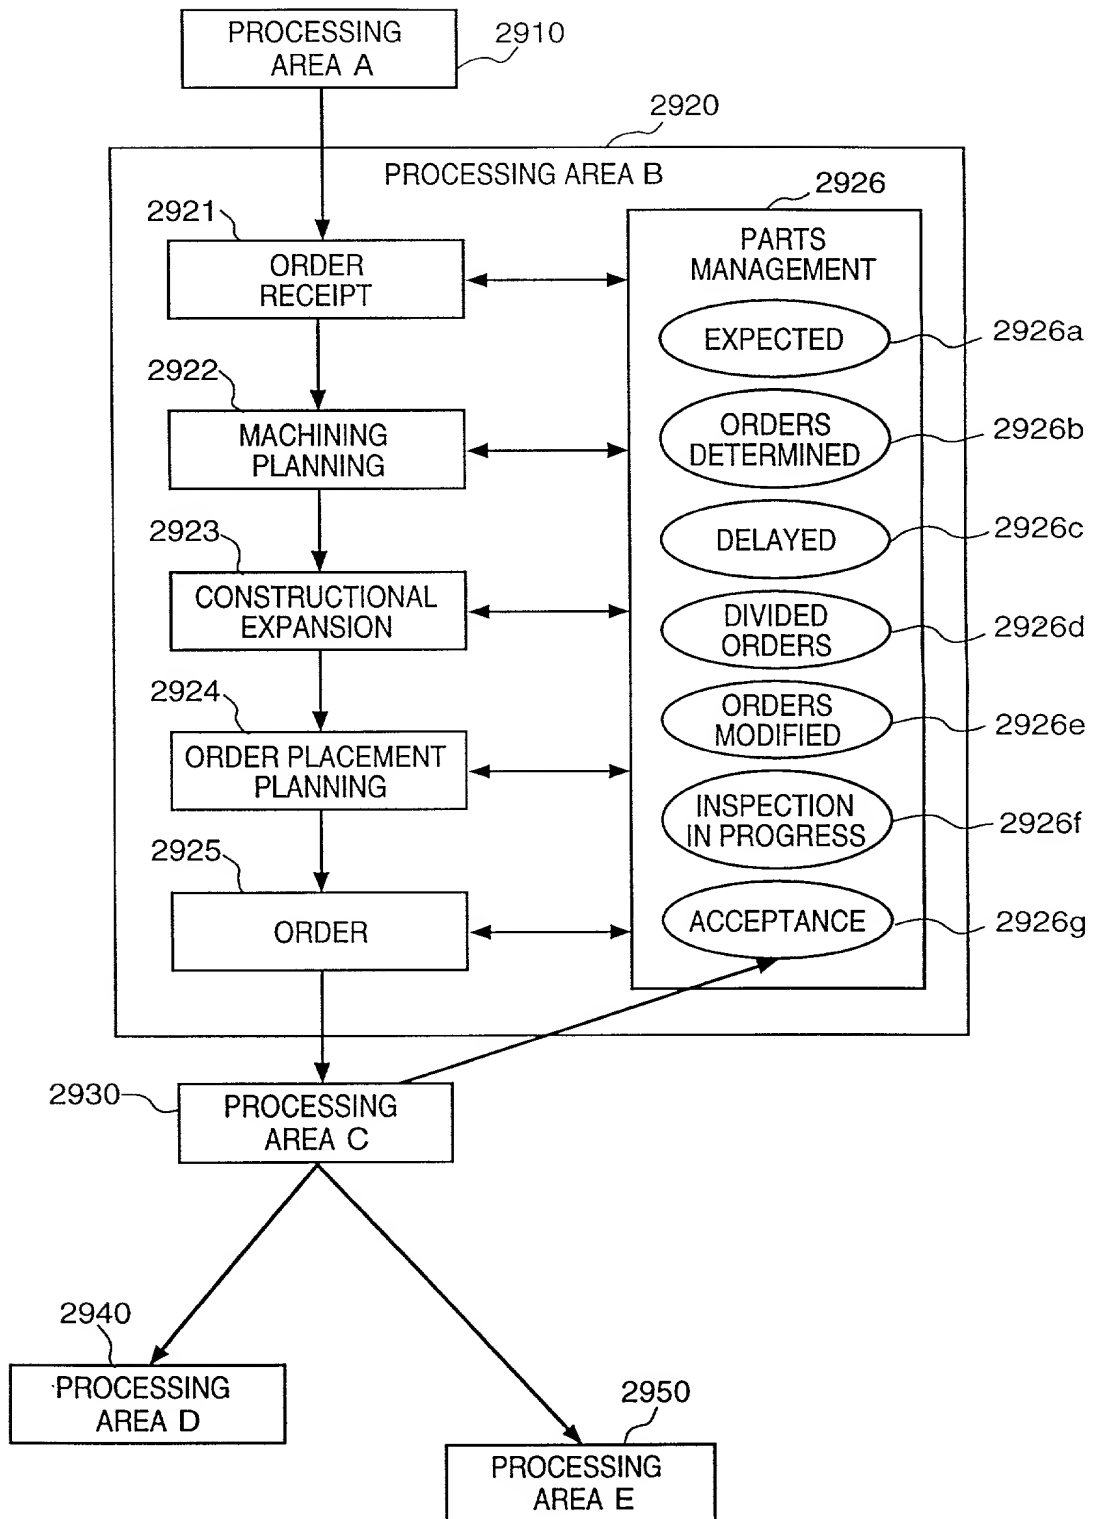 PROCESSING
AREA A
2910
2920
PROCESSING AREA B
2921
ORDER
RECEIPT
2922
MACHINING
PLANNING
2923
CONSTRUCTIONAL
EXPANSION
2924
ORDER PLACEMENT
PLANNING
2925
ORDER
2926
PARTS
MANAGEMENT
EXPECTED
2926a
ORDERS
DETERMINED
2926b
DELAYED
2926c
DIVIDED
ORDERS
2926d
ORDERS
MODIFIED
2926e
INSPECTION
IN PROGRESS
2926f
ACCEPTANCE
2926g
2930
PROCESSING
AREA C
2940
PROCESSING
AREA D
2950
PROCESSING
AREA E